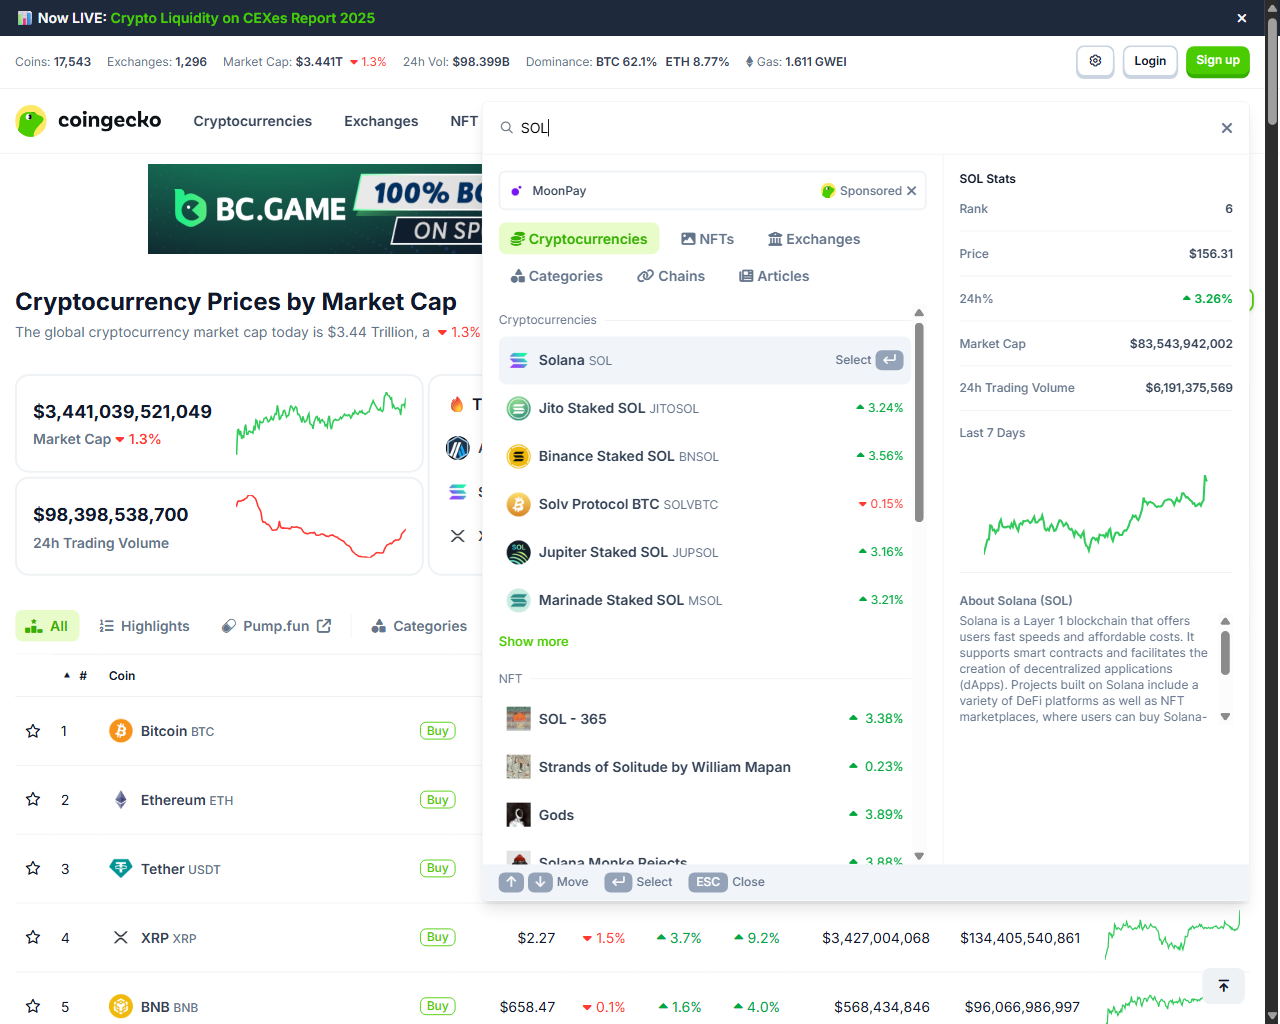 Now LIVE: Crypto Liquidity on CEXes Report 2025
Coins: 17,543 Exchanges: 1,296 Market Cap: $3.441T 1.3% 24h Vol: $98.399B Dominance: BTC 62.1% ETH 8.77% Gas: 1.611 GWEI
Login
Sign up
coingecko
Cryptocurrencies
Exchanges
NFT
SOL
BC.GAME
100% BC
ON SP
MoonPay
Sponsored
Cryptocurrencies
NFTs
Exchanges
Categories
Chains
Articles
Cryptocurrency Prices by Market Cap
The global cryptocurrency market cap today is $3.44 Trillion, a 1.3%
$3,441,039,521,049
Market Cap 1.3%
$98,398,538,700
24h Trading Volume
Cryptocurrencies
Solana SOL Select
Jito Staked SOL JITOSOL 3.24%
Binance Staked SOL BNSOL 3.56%
Solv Protocol BTC SOLVBTC 0.15%
Jupiter Staked SOL JUPSOL 3.16%
Marinade Staked SOL MSOL 3.21%
Show more
NFT
SOL - 365 3.38%
Strands of Solitude by William Mapan 0.23%
Gods 3.89%
Solana Monke Rejects 3.88%
Move
Select
ESC Close
SOL Stats
Rank 6
Price $156.31
24h% 3.26%
Market Cap $83,543,942,002
24h Trading Volume $6,191,375,569
Last 7 Days
About Solana (SOL)
Solana is a Layer 1 blockchain that offers
users fast speeds and affordable costs. It
supports smart contracts and facilitates the
creation of decentralized applications
(dApps). Projects built on Solana include a
variety of DeFi platforms as well as NFT
marketplaces, where users can buy Solana-
All
Highlights
Pump.fun
Categories
# Coin
1 Bitcoin BTC Buy
2 Ethereum ETH Buy
3 Tether USDT Buy
4 XRP XRP Buy $2.27 1.5% 3.7% 9.2% $3,427,004,068 $134,405,540,861
5 BNB BNB Buy $658.47 0.1% 1.6% 4.0% $568,434,846 $96,066,986,997